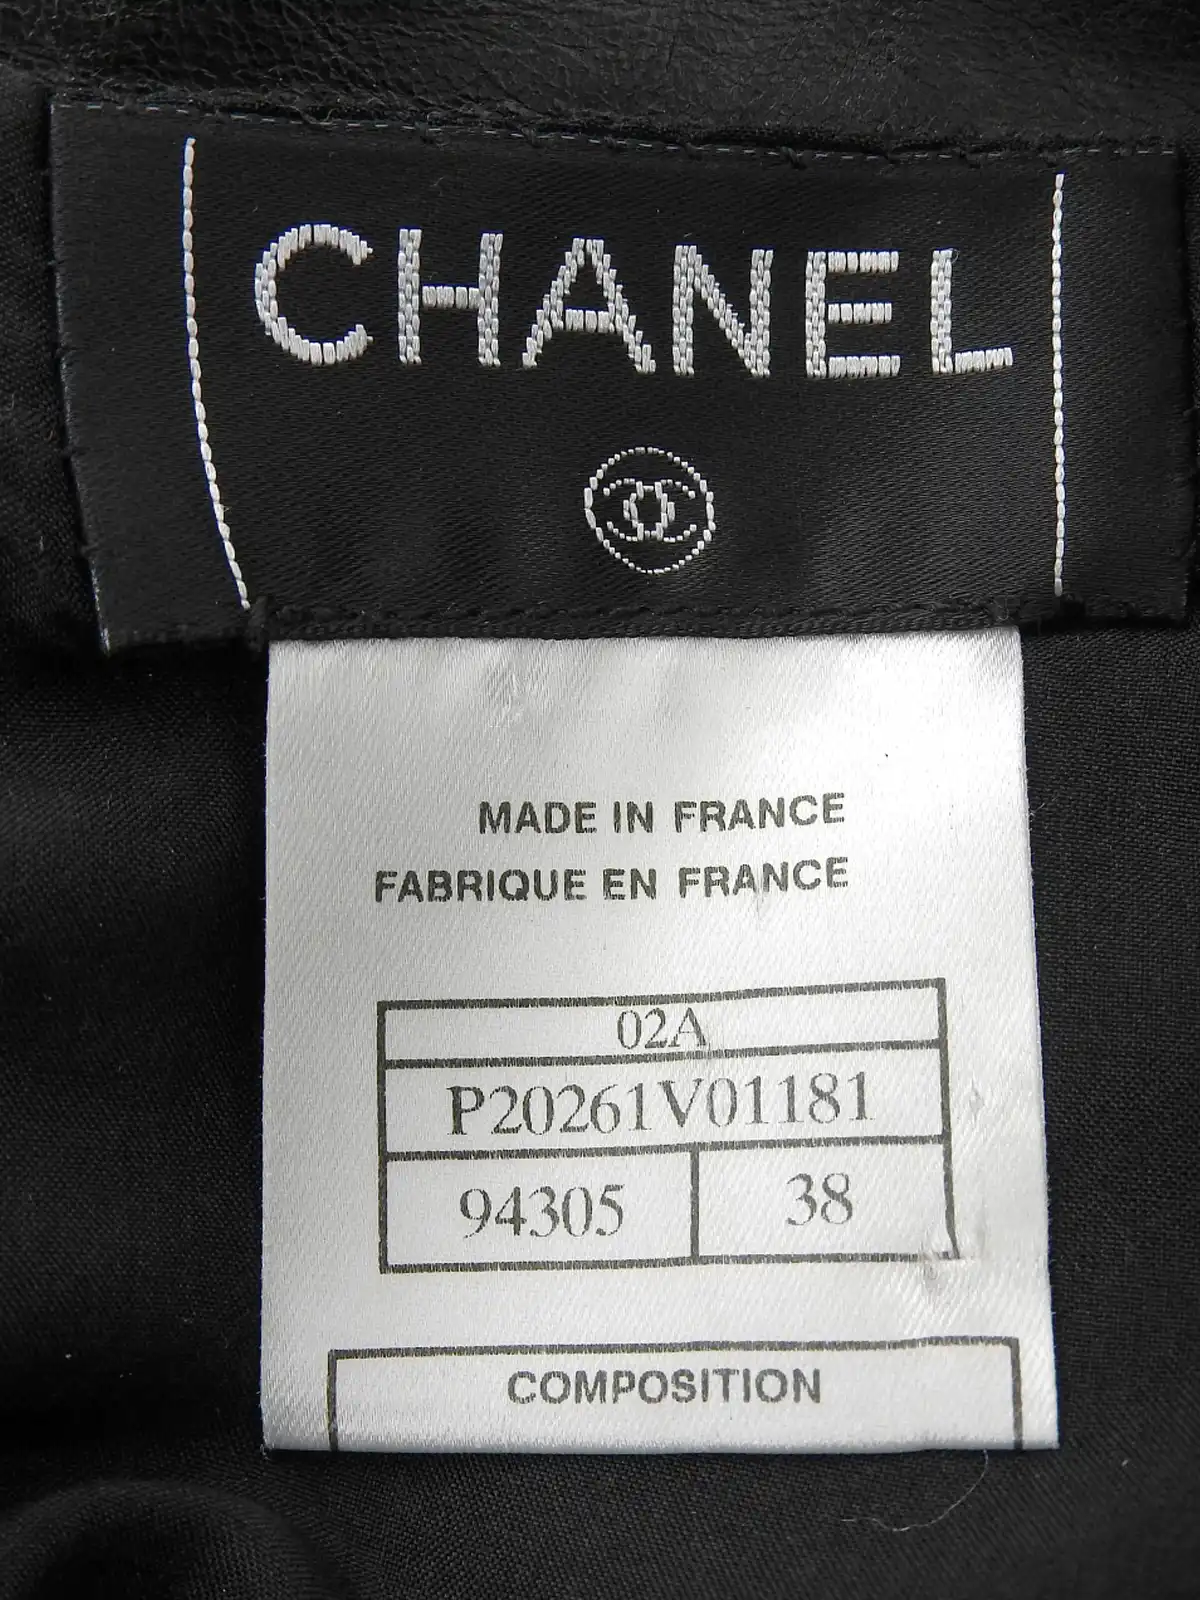 CHANEL
MADE IN FRANCE
FABRIQUE EN FRANCE
02A
P20261V01181
94305 38
COMPOSITION